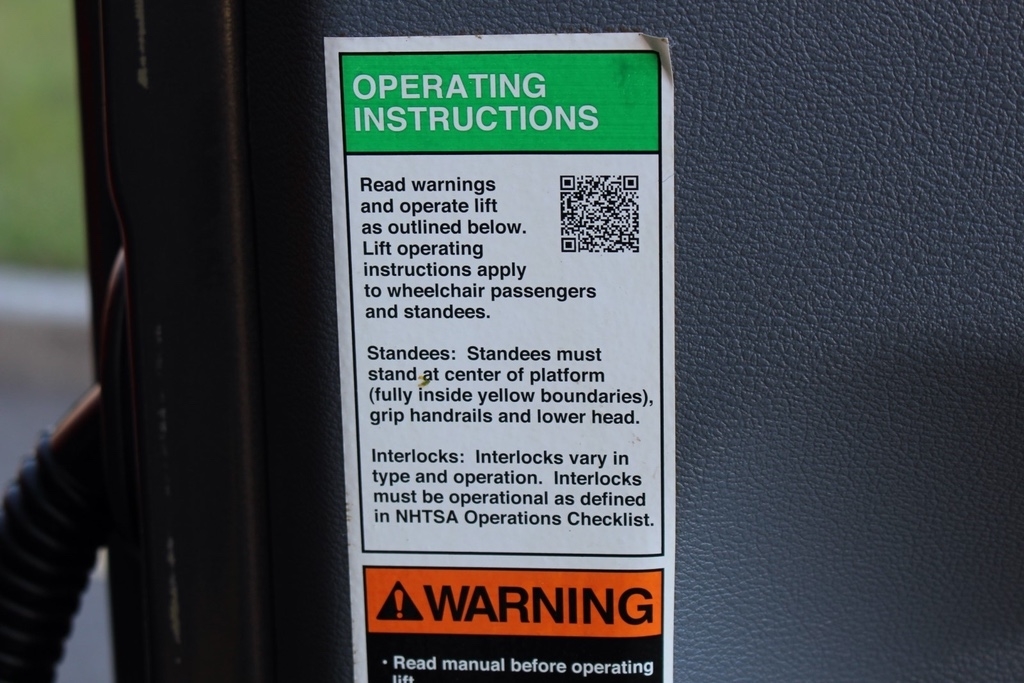 OPERATING
INSTRUCTIONS
Read warnings
and operate lift
as outlined below.
Lift operating
instructions apply
to wheelchair passengers
and standees.
Standees: Standees must
stand at center of platform
(fully inside yellow boundaries),
grip handrails and lower head.
Interlocks: Interlocks vary in
type and operation. Interlocks
must be operational as defined
in NHTSA Operations Checklist.
WARNING
• Read manual before operating
lift